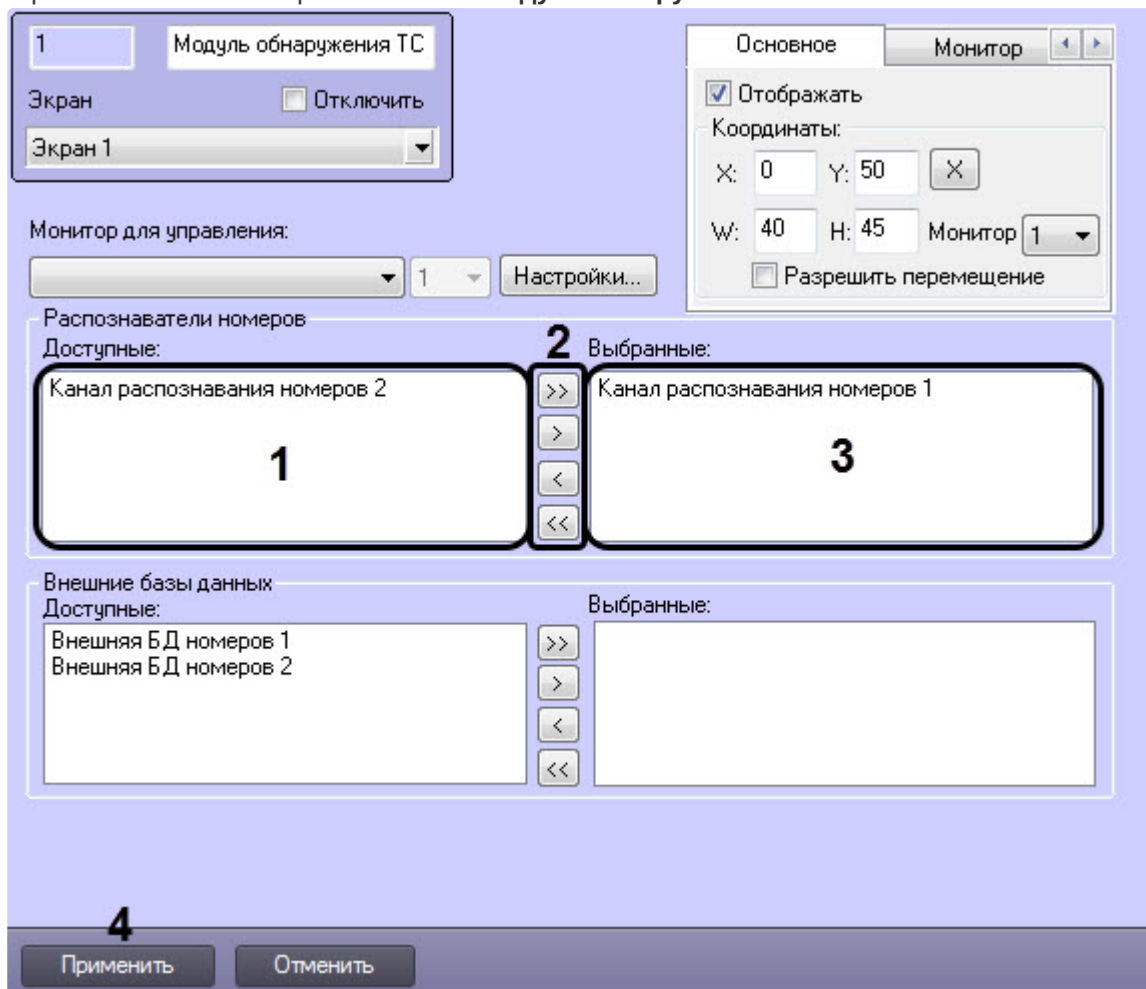 1 Модуль обнаружения ТС
Экран Отключить
Экран 1
Основное Монитор
Отображать
Координаты:
X: 0 Y: 50 X
W: 40 H: 45 Монитор 1
Разрешить перемещение
Монитор для управления:
1 Настройки...
Распознаватели номеров
Доступные: 2 Выбранные:
Канал распознавания номеров 2 >> Канал распознавания номеров 1
>
1 3
<
<<
Внешние базы данных
Доступные: Выбранные:
Внешняя БД номеров 1 >>
Внешняя БД номеров 2
>
<
<<
4
Применить Отменить